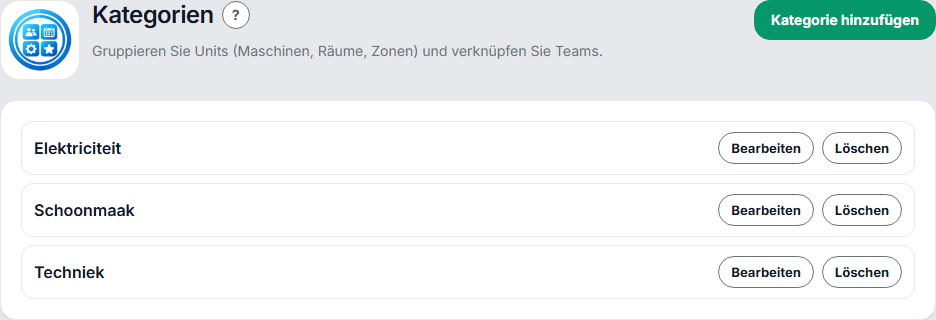 Kategorien ?
Kategorie hinzufügen
Gruppieren Sie Units (Maschinen, Räume, Zonen) und verknüpfen Sie Teams.
Elektriciteit Bearbeiten Löschen
Schoonmaak Bearbeiten Löschen
Techniek Bearbeiten Löschen